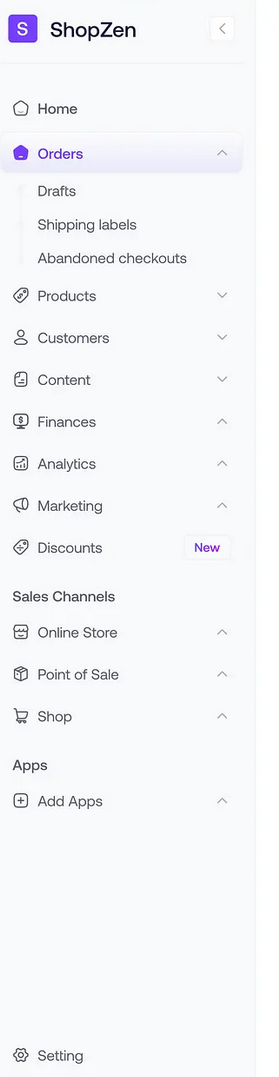 S ShopZen
Home
Orders
Drafts
Shipping labels
Abandoned checkouts
Products
Customers
Content
Finances
Analytics
Marketing
Discounts New
Sales Channels
Online Store
Point of Sale
Shop
Apps
Add Apps
Setting